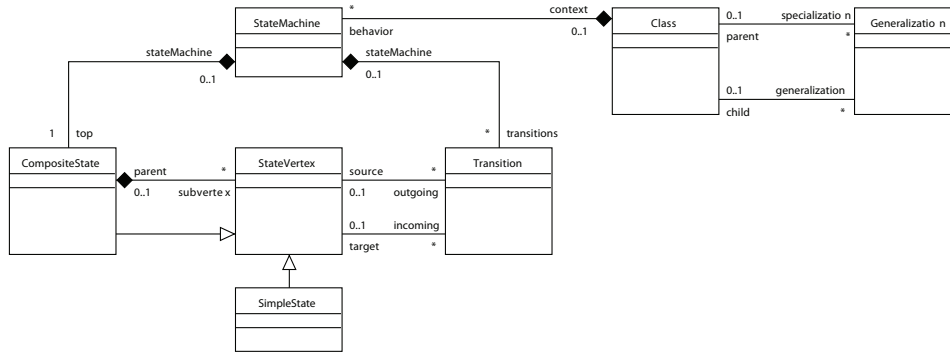 StateMachine
* context
behavior 0..1
Class
0..1 specializatio n
parent *
Generalizatio n
0..1 generalization
child *
stateMachine
0..1
stateMachine
0..1
1 top
* transitions
CompositeState
parent *
0..1 subverte x
StateVertex
source *
0..1 outgoing
0..1 incoming
target *
Transition
SimpleState